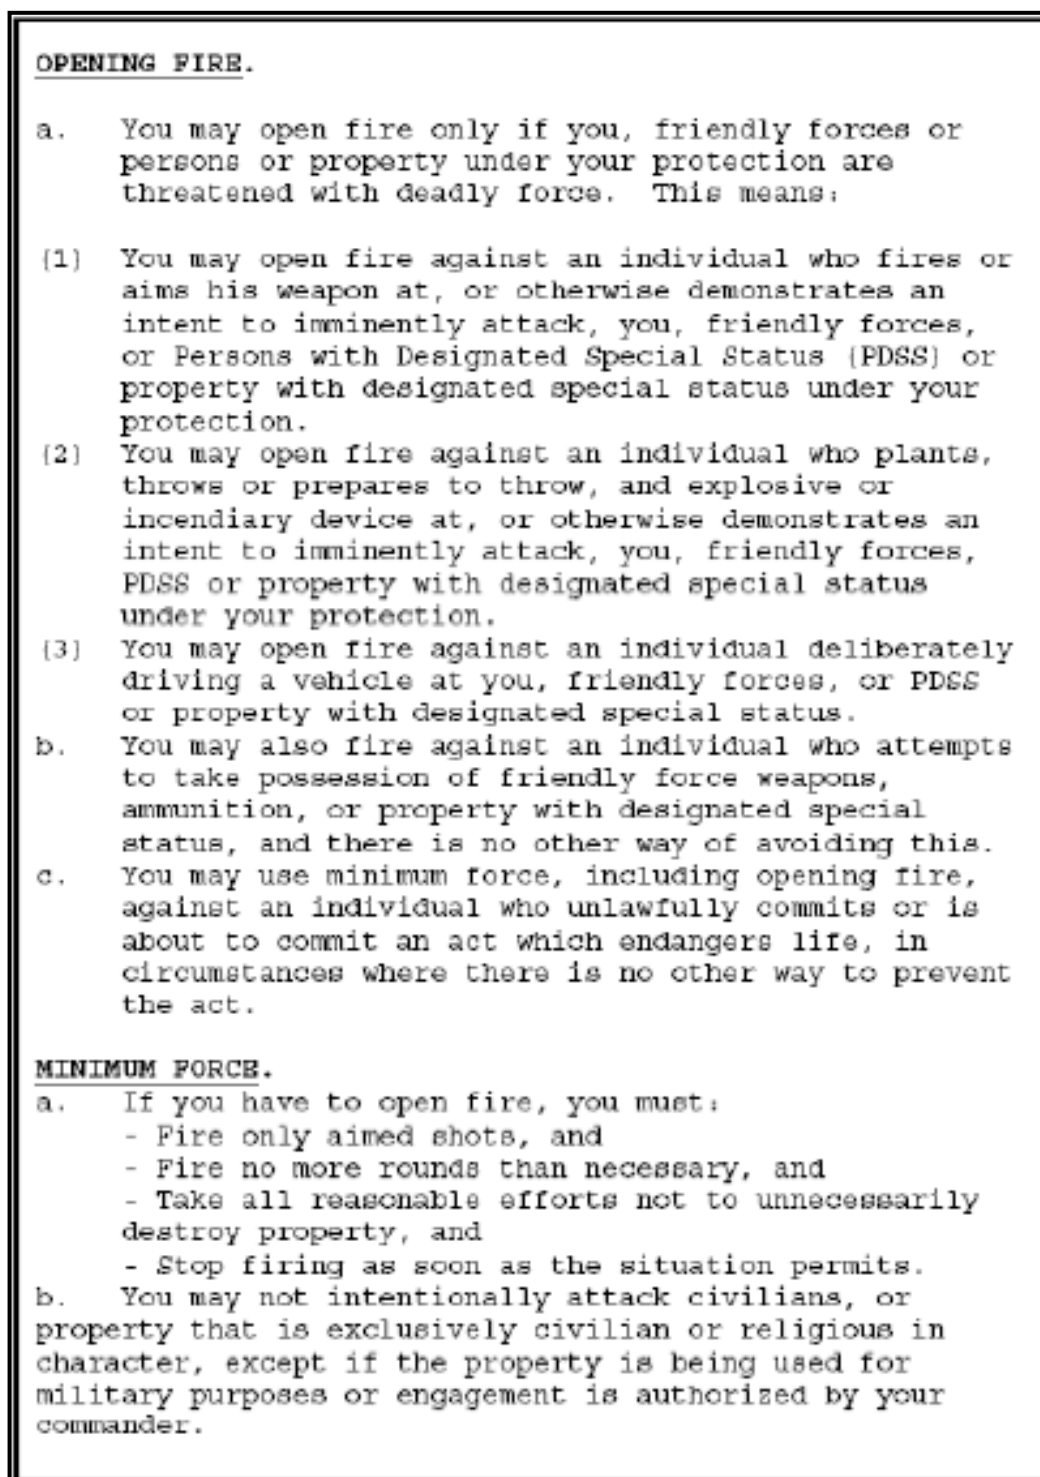 OPENING FIRE.
a. You may open fire only if you, friendly forces or
persons or property under your protection are
threatened with deadly force. This means:
(1) You may open fire against an individual who fires or
aims his weapon at, or otherwise demonstrates an
intent to imminently attack, you, friendly forces,
or Persons with Designated Special Status (PDSS) or
property with designated special status under your
protection.
(2) You may open fire against an individual who plants,
throws or prepares to throw, and explosive or
incendiary device at, or otherwise demonstrates an
intent to imminently attack, you, friendly forces,
PDSS or property with designated special status
under your protection.
(3) You may open fire against an individual deliberately
driving a vehicle at you, friendly forces, or PDSS
or property with designated special status.
b. You may also fire against an individual who attempts
to take possession of friendly force weapons,
ammunition, or property with designated special
status, and there is no other way of avoiding this.
c. You may use minimum force, including opening fire,
against an individual who unlawfully commits or is
about to commit an act which endangers life, in
circumstances where there is no other way to prevent
the act.
MINIMUM FORCE.
a. If you have to open fire, you must:
- Fire only aimed shots, and
- Fire no more rounds than necessary, and
- Take all reasonable efforts not to unnecessarily
destroy property, and
- Stop firing as soon as the situation permits.
b. You may not intentionally attack civilians, or
property that is exclusively civilian or religious in
character, except if the property is being used for
military purposes or engagement is authorized by your
commander.